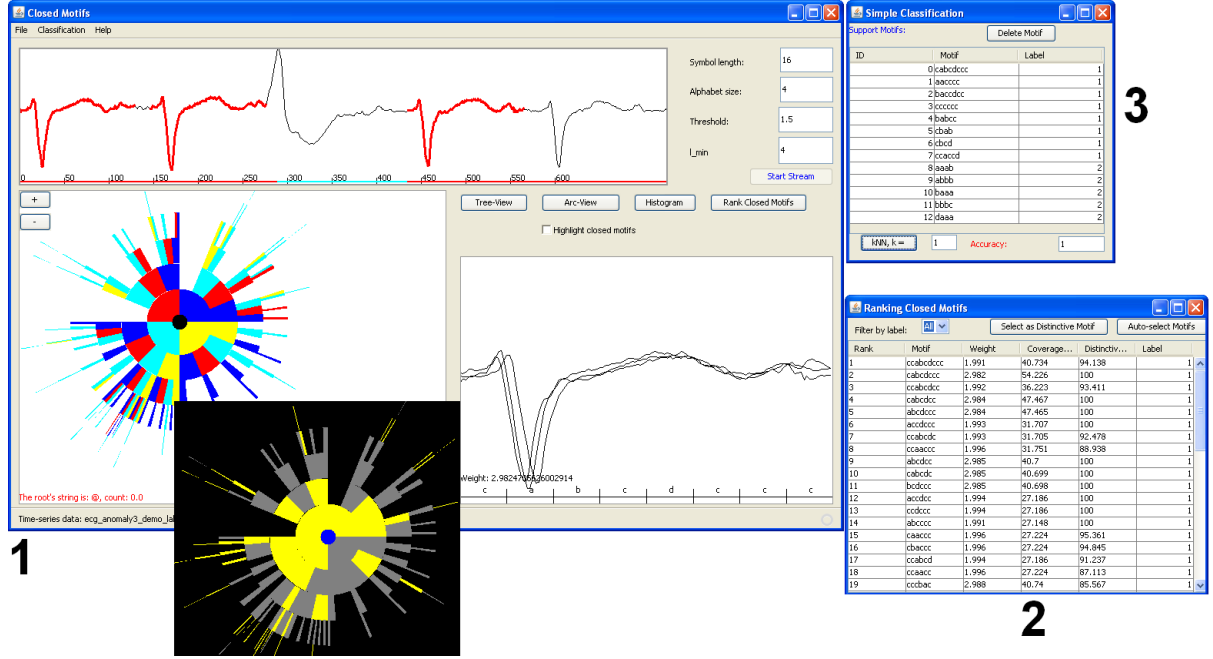 Closed Motifs
File Classification Help
Symbol length: 16
Alphabet size: 4
Threshold: 1.5
l_min 4
Start Stream
0 50 100 150 200 250 300 350 400 450 500 550 600
+
-
Tree-View Arc-View Histogram Rank Closed Motifs
Highlight closed motifs
Weight: 2.9824706626002914
c a b c d c c c
The root's string is: @, count: 0.0
Time-series data: ecg_anomaly3_demo_la
1
Simple Classification
Support Motifs: Delete Motif
ID Motif Label
0 cabcdccc 1
1 aacccc 1
2 baccdcc 1
3 cccccc 1
4 babcc 1
5 cbab 1
6 cbcd 1
7 ccaccd 1
8 aaab 2
9 abbb 2
10 baaa 2
11 bbbc 2
12 daaa 2
kNN, k = 1 Accuracy: 1
3
Ranking Closed Motifs
Filter by label: All Select as Distinctive Motif Auto-select Motifs
Rank Motif Weight Coverage... Distinctiv... Label
1 ccabcdccc 1.991 40.734 94.138 1
2 cabcdccc 2.982 54.226 100 1
3 ccabcdcc 1.992 36.223 93.411 1
4 cabcdcc 2.984 47.467 100 1
5 abcdccc 2.984 47.465 100 1
6 accdccc 1.993 31.707 100 1
7 ccabcdc 1.993 31.705 92.478 1
8 ccaaccc 1.996 31.751 88.938 1
9 abcdcc 2.985 40.7 100 1
10 cabcdc 2.985 40.699 100 1
11 bcdccc 2.985 40.698 100 1
12 accdcc 1.994 27.186 100 1
13 ccdccc 1.994 27.186 100 1
14 abcccc 1.991 27.148 100 1
15 caaccc 1.996 27.224 95.361 1
16 cbaccc 1.996 27.224 94.845 1
17 ccabcd 1.994 27.186 91.237 1
18 ccaacc 1.996 27.224 87.113 1
19 cccbac 2.988 40.74 85.567 1
2